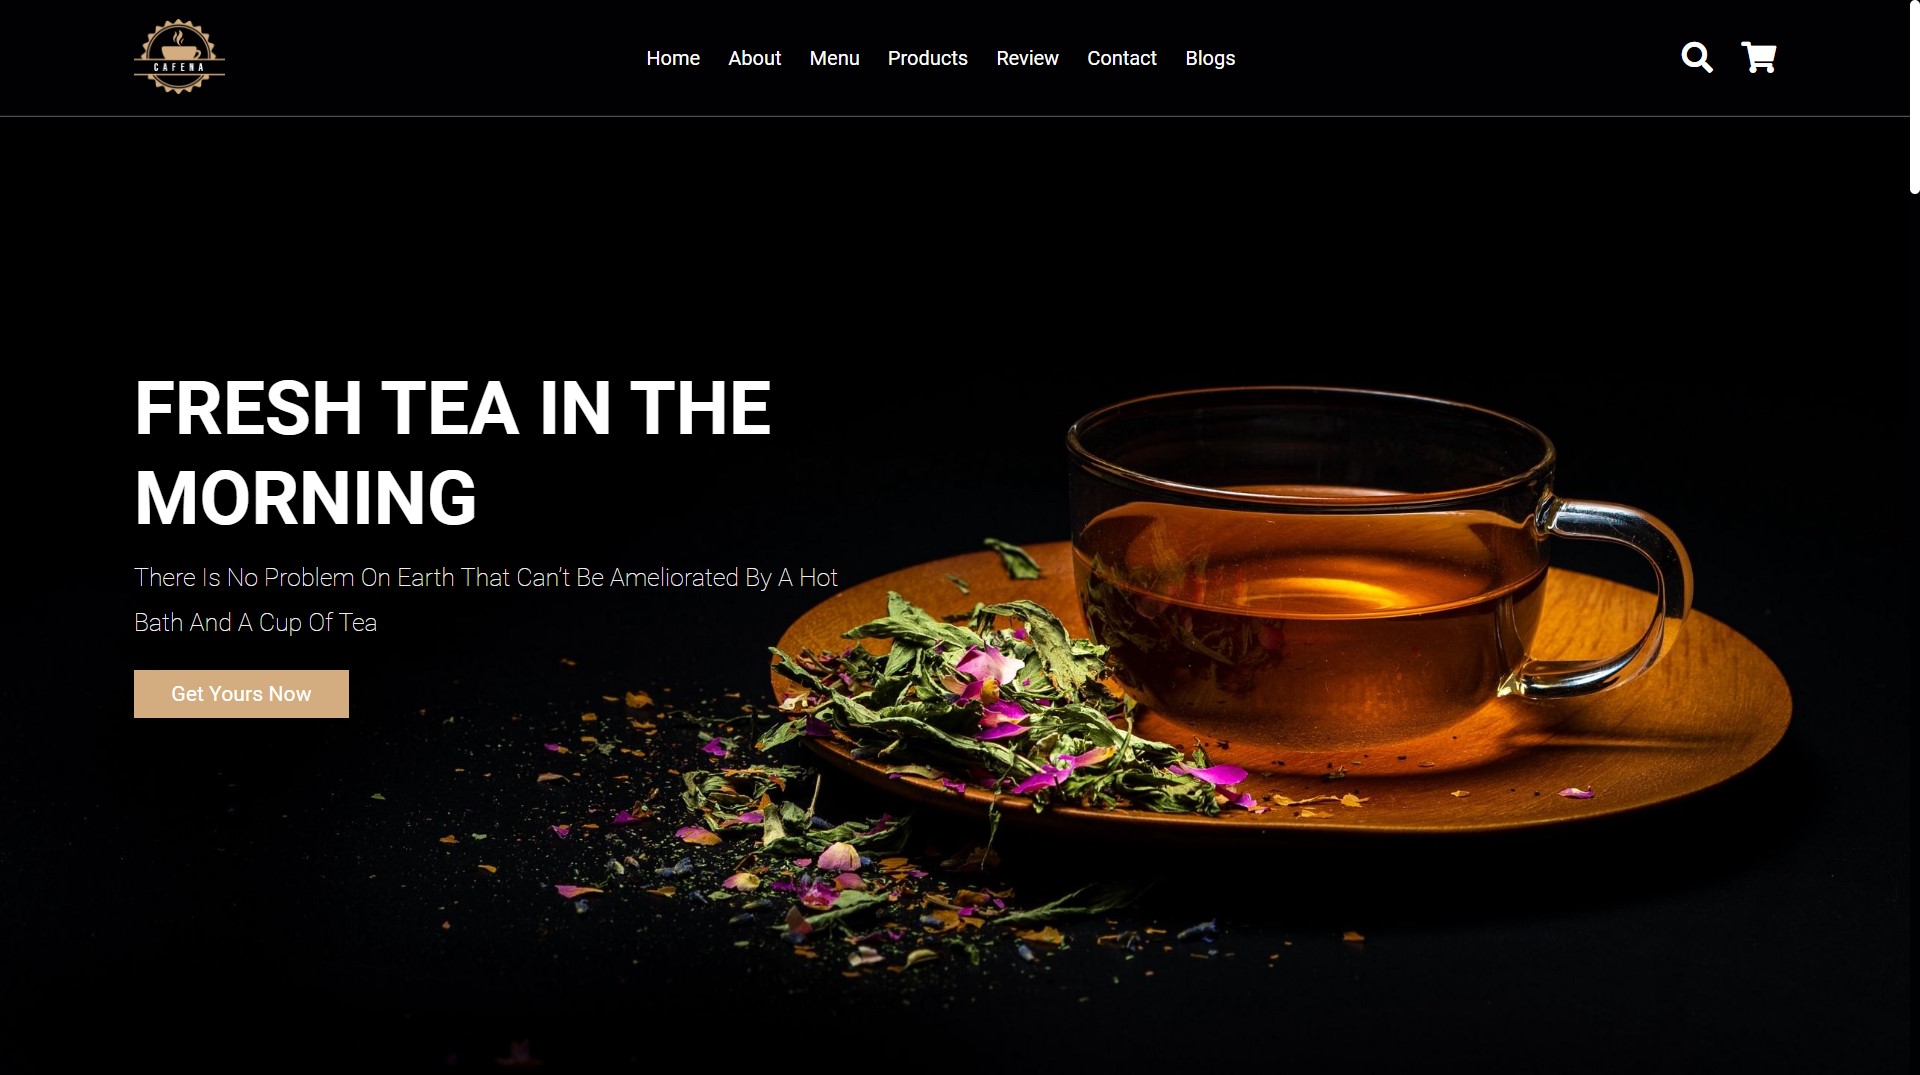 CAFENA
Home About Menu Products Review Contact Blogs
FRESH TEA IN THE
MORNING
There Is No Problem On Earth That Can't Be Ameliorated By A Hot
Bath And A Cup Of Tea
Get Yours Now